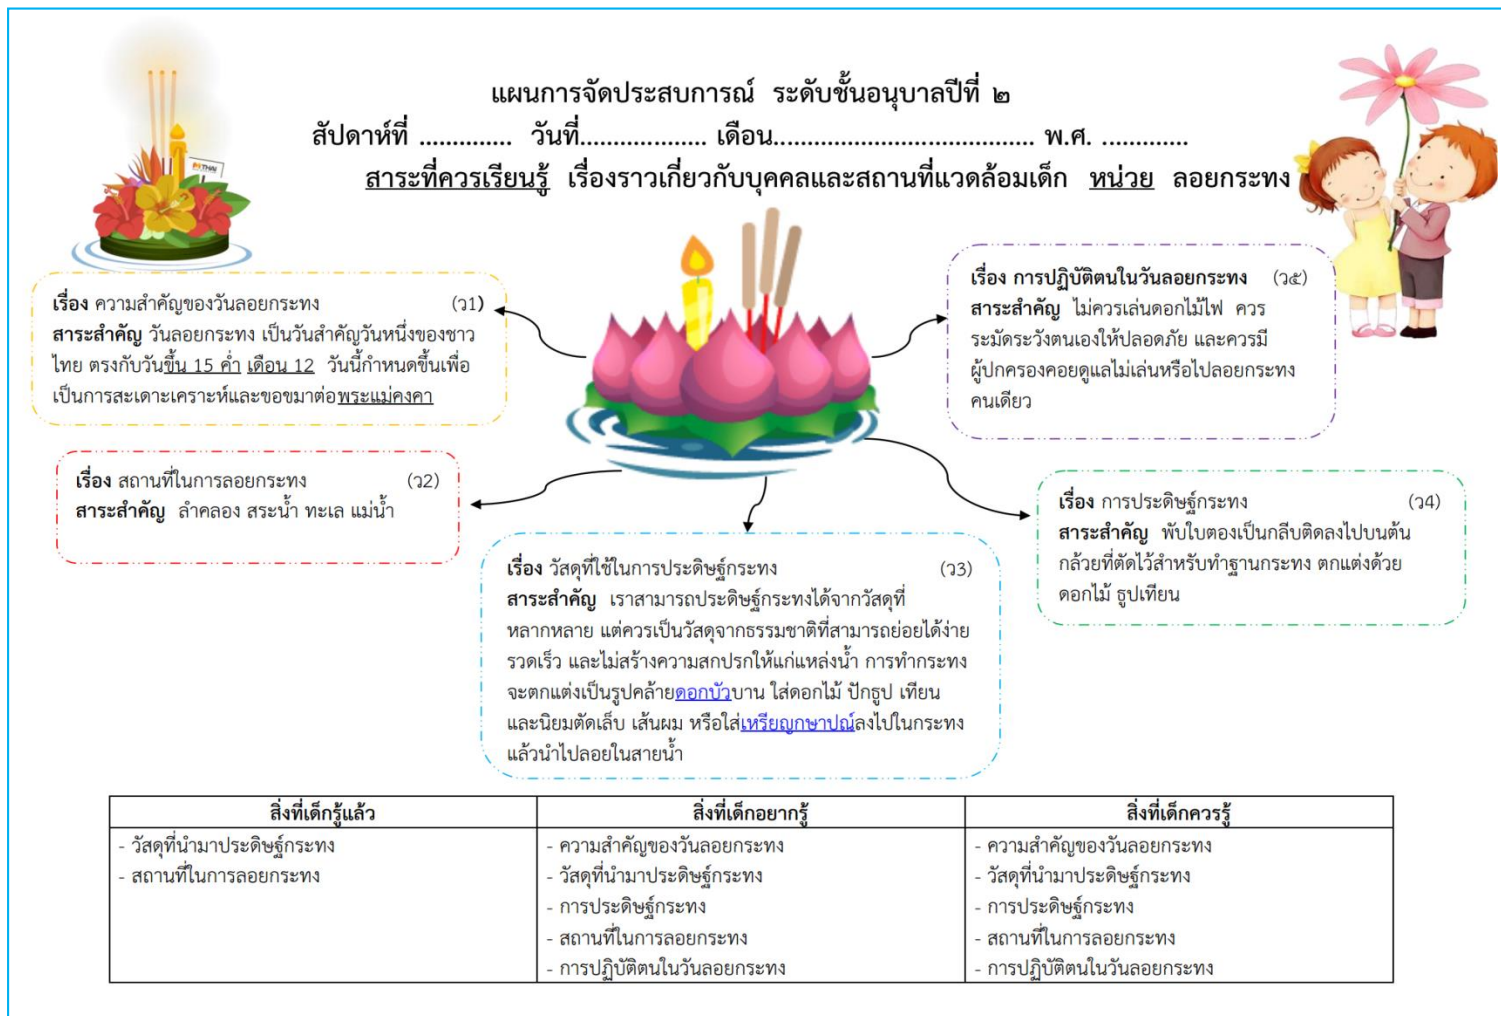 แผนการจัดประสบการณ์ ระดับชั้นอนุบาลปีที่ ๒
สัปดาห์ที่ ............. วันที่.................. เดือน..................................... พ.ศ. .............
สาระที่ควรเรียนรู้ เรื่องราวเกี่ยวกับบุคคลและสถานที่แวดล้อมเด็ก หน่วย ลอยกระทง
THAI
เรื่อง ความสำคัญของวันลอยกระทง (ว1)
สาระสำคัญ วันลอยกระทง เป็นวันสำคัญวันหนึ่งของชาว
ไทย ตรงกับวันขึ้น 15 ค่ำ เดือน 12 วันนี้กำหนดขึ้นเพื่อ
เป็นการสะเดาะเคราะห์และขอขมาต่อพระแม่คงคา
เรื่อง สถานที่ในการลอยกระทง (ว2)
สาระสำคัญ ลำคลอง สระน้ำ ทะเล แม่น้ำ
เรื่อง วัสดุที่ใช้ในการประดิษฐ์กระทง (ว3)
สาระสำคัญ เราสามารถประดิษฐ์กระทงได้จากวัสดุที่
หลากหลาย แต่ควรเป็นวัสดุจากธรรมชาติที่สามารถย่อยได้ง่าย
รวดเร็ว และไม่สร้างความสกปรกให้แก่แหล่งน้ำ การทำกระทง
จะตกแต่งเป็นรูปคล้ายดอกบัวบาน ใส่ดอกไม้ ปักธูป เทียน
และนิยมตัดเล็บ เส้นผม หรือใส่เหรียญกษาปณ์ลงไปในกระทง
แล้วนำไปลอยในสายน้ำ
เรื่อง การประดิษฐ์กระทง (ว4)
สาระสำคัญ พับใบตองเป็นกลีบติดลงไปบนต้น
กล้วยที่ตัดไว้สำหรับทำฐานกระทง ตกแต่งด้วย
ดอกไม้ ธูปเทียน
เรื่อง การปฏิบัติตนในวันลอยกระทง (ว๕)
สาระสำคัญ ไม่ควรเล่นดอกไม้ไฟ ควร
ระมัดระวังตนเองให้ปลอดภัย และควรมี
ผู้ปกครองคอยดูแลไม่เล่นหรือไปลอยกระทง
คนเดียว
สิ่งที่เด็กรู้แล้ว
- วัสดุที่นำมาประดิษฐ์กระทง
- สถานที่ในการลอยกระทง
สิ่งที่เด็กอยากรู้
- ความสำคัญของวันลอยกระทง
- วัสดุที่นำมาประดิษฐ์กระทง
- การประดิษฐ์กระทง
- สถานที่ในการลอยกระทง
- การปฏิบัติตนในวันลอยกระทง
สิ่งที่เด็กควรรู้
- ความสำคัญของวันลอยกระทง
- วัสดุที่นำมาประดิษฐ์กระทง
- การประดิษฐ์กระทง
- สถานที่ในการลอยกระทง
- การปฏิบัติตนในวันลอยกระทง